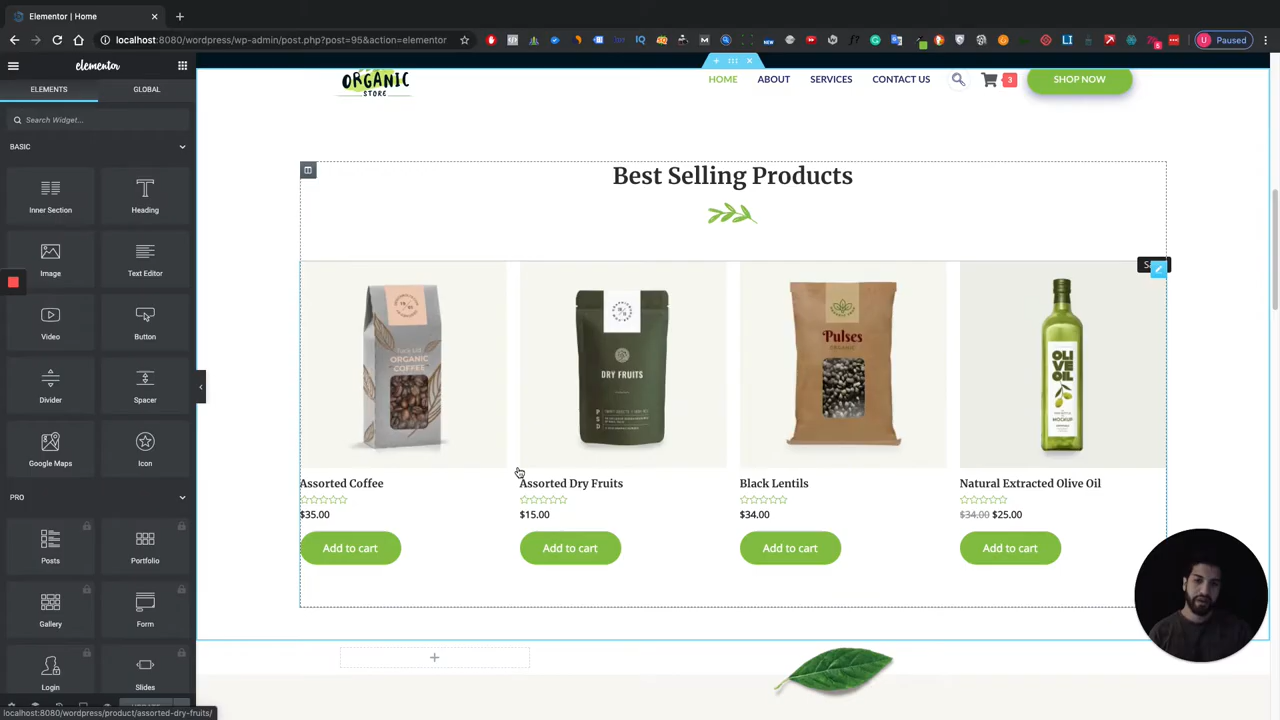 Elementor | Home
localhost:8080/wordpress/wp-admin/post.php?post=95&action=elementor
Paused
elementor
ELEMENTS
GLOBAL
Search Widget...
BASIC
Inner Section
Heading
Image
Text Editor
Video
Button
Divider
Spacer
Google Maps
Icon
PRO
Posts
Portfolio
Gallery
Form
Login
Slides
localhost:8080/wordpress/product/assorted-dry-fruits/
ORGANIC
STORE
HOME
ABOUT
SERVICES
CONTACT US
3
SHOP NOW
Best Selling Products
ORGANIC
COFFEE
DRY FRUITS
Pulses
ORGANIC
OLIVE
OIL
MOCKUP
Assorted Coffee
$35.00
Add to cart
Assorted Dry Fruits
$15.00
Add to cart
Black Lentils
$34.00
Add to cart
Natural Extracted Olive Oil
$34.00 $25.00
Add to cart